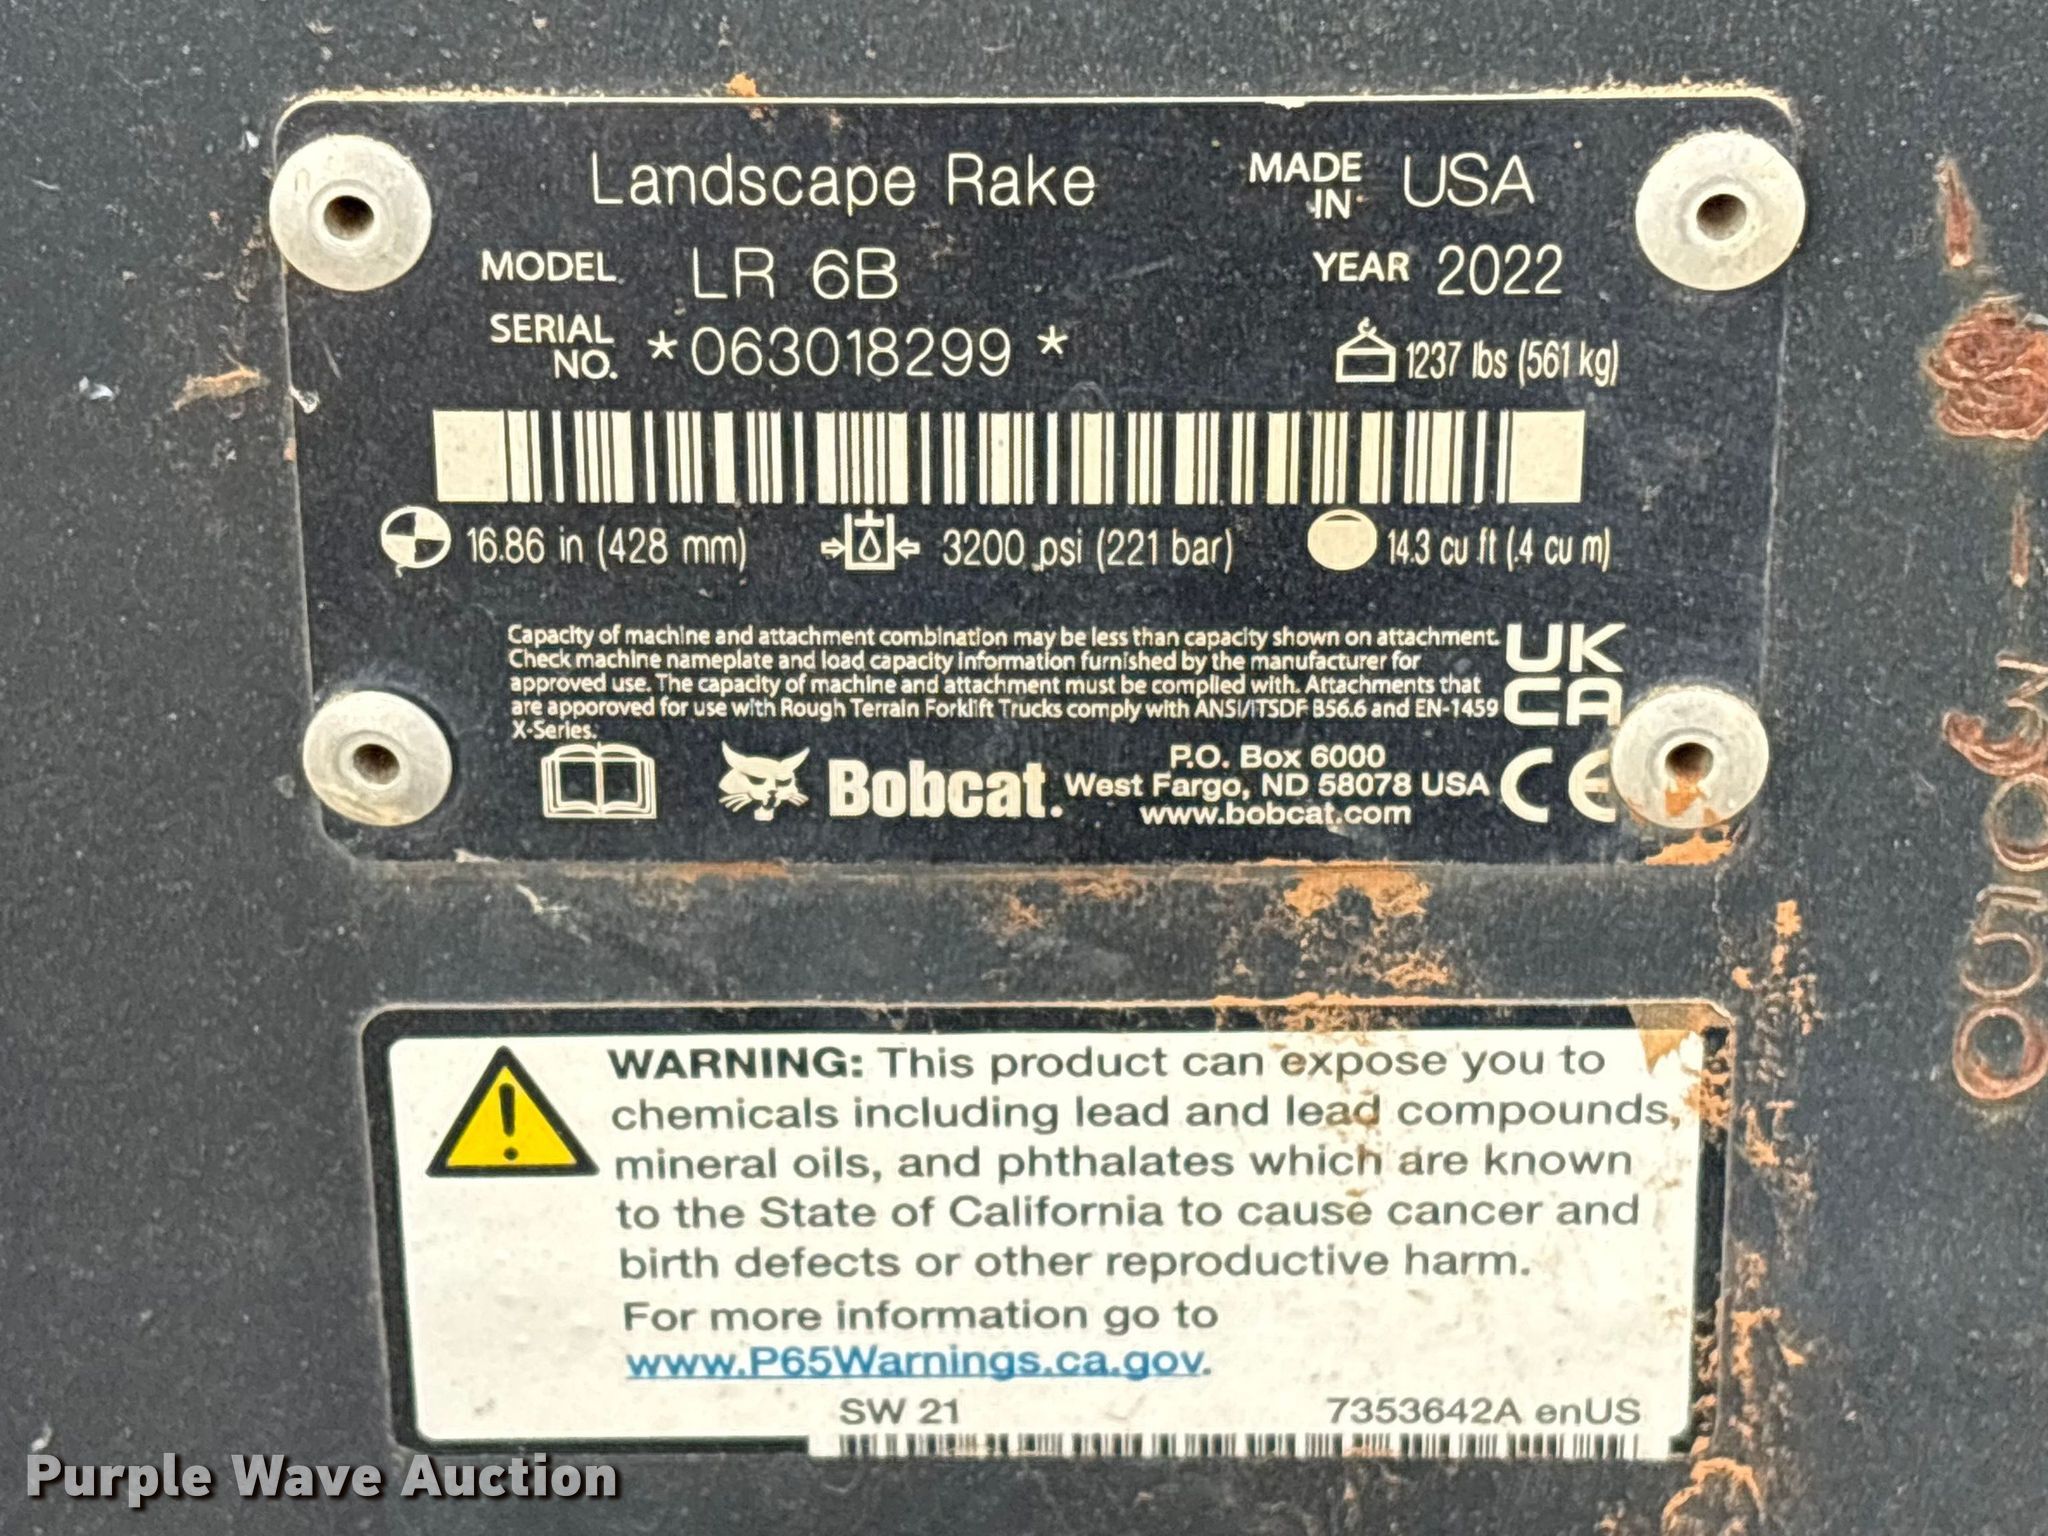 Landscape Rake
MADE IN USA
MODEL LR 6B
YEAR 2022
SERIAL NO. *063018299*
1237 lbs (561 kg)
16.86 in (428 mm)
3200 psi (221 bar)
14.3 cu ft (.4 cu m)
Capacity of machine and attachment combination may be less than capacity shown on attachment.
Check machine nameplate and load capacity information furnished by the manufacturer for
approved use. The capacity of machine and attachment must be complied with. Attachments that
are apporoved for use with Rough Terrain Forklift Trucks comply with ANSI/ITSDF B56.6 and EN-1459
X-Series.
UK
CA
Bobcat.
P.O. Box 6000
West Fargo, ND 58078 USA
www.bobcat.com
CE
WARNING: This product can expose you to
chemicals including lead and lead compounds,
mineral oils, and phthalates which are known
to the State of California to cause cancer and
birth defects or other reproductive harm.
For more information go to
www.P65Warnings.ca.gov.
SW 21
7353642A enUS
Purple Wave Auction